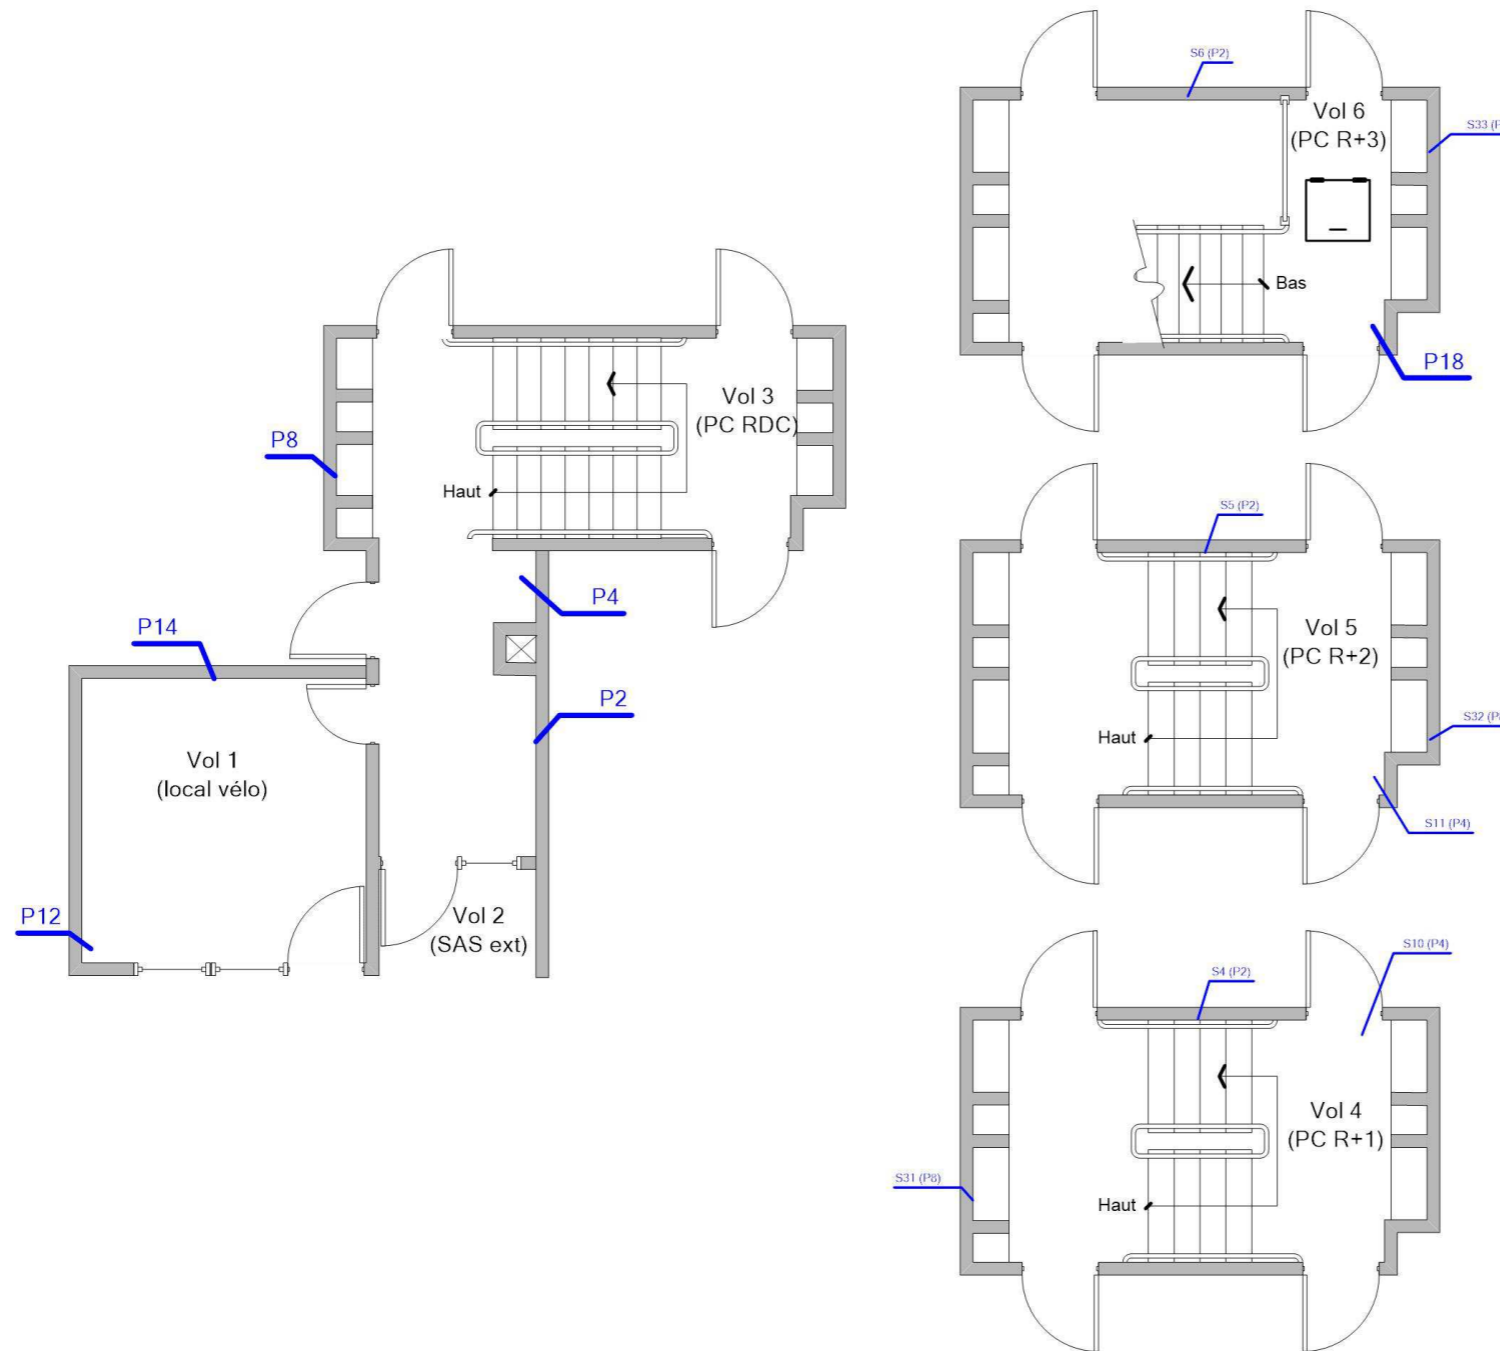 S6 (P2)
Vol 6
(PC R+3)
S33 (P
Bas
P18
Vol 3
(PC RDC)
P8
Haut
P4
P14
P2
Vol 1
(local vélo)
P12
Vol 2
(SAS ext)
S5 (P2)
Vol 5
(PC R+2)
Haut
S32 (P
S11 (P4)
S10 (P4)
S4 (P2)
Vol 4
(PC R+1)
S31 (P8)
Haut